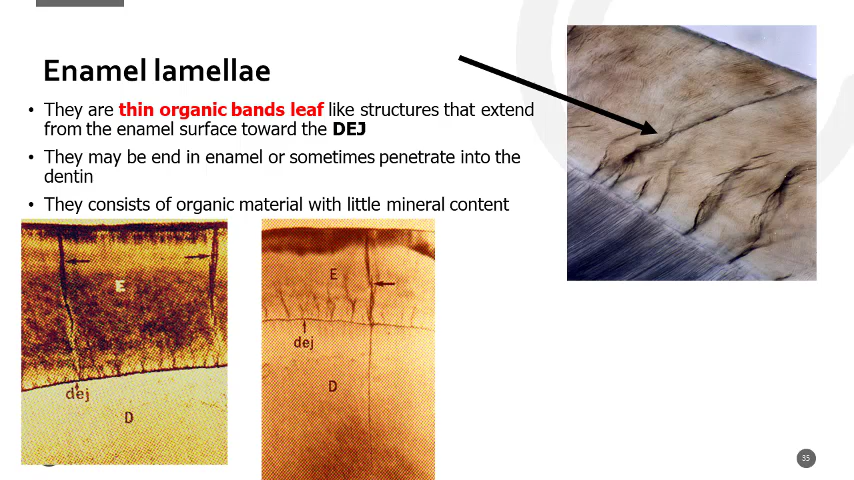 Enamel lamellae
• They are thin organic bands leaf like structures that extend
from the enamel surface toward the DEJ
• They may be end in enamel or sometimes penetrate into the
dentin
• They consists of organic material with little mineral content
E
dej
D
E
dej
D
35